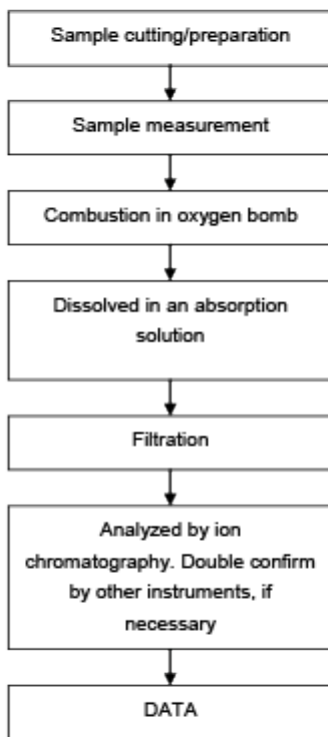 Sample cutting/preparation
Sample measurement
Combustion in oxygen bomb
Dissolved in an absorption
solution
Filtration
Analyzed by ion
chromatography. Double confirm
by other instruments, if
necessary
DATA